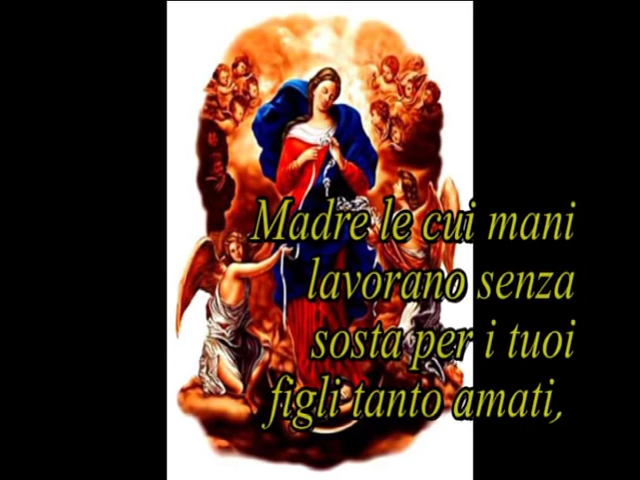 Madre le cui mani
lavorano senza
sosta per i tuoi
figli tanto amati,